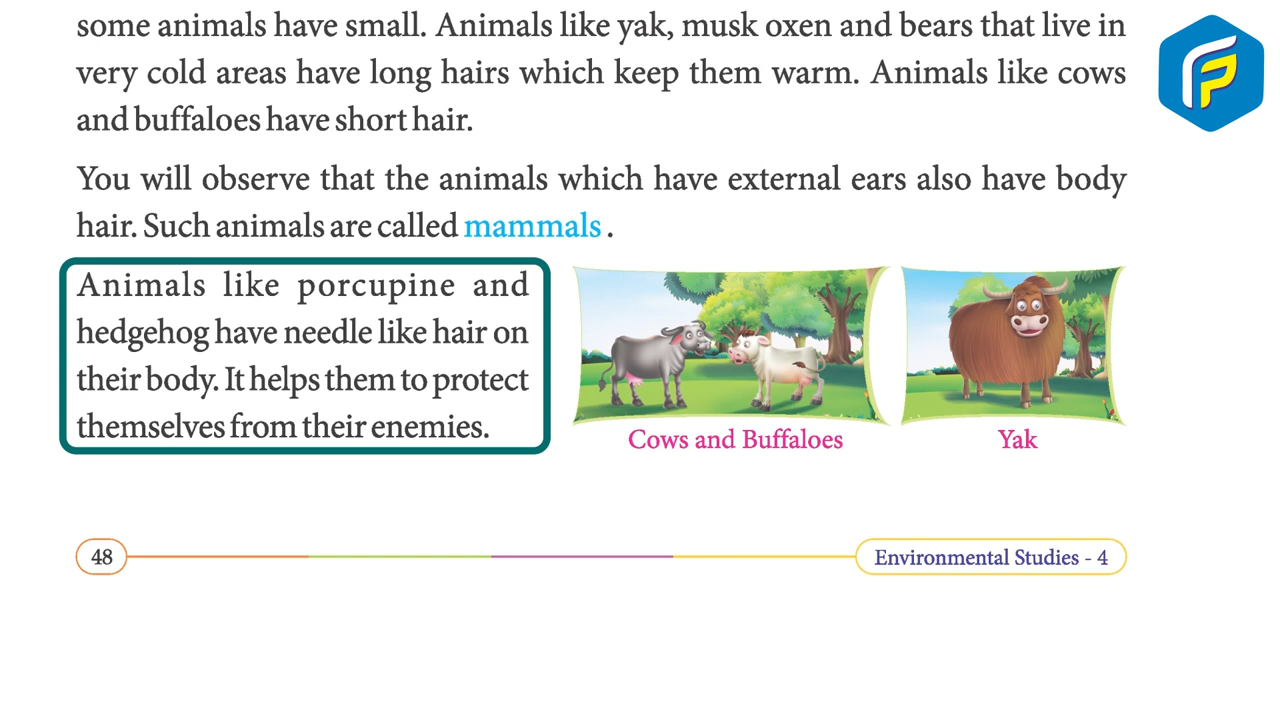 some animals have small. Animals like yak, musk oxen and bears that live in
very cold areas have long hairs which keep them warm. Animals like cows
and buffaloes have short hair.
You will observe that the animals which have external ears also have body
hair. Such animals are called mammals .
Animals like porcupine and
hedgehog have needle like hair on
their body. It helps them to protect
themselves from their enemies.
Cows and Buffaloes
Yak
48
Environmental Studies - 4